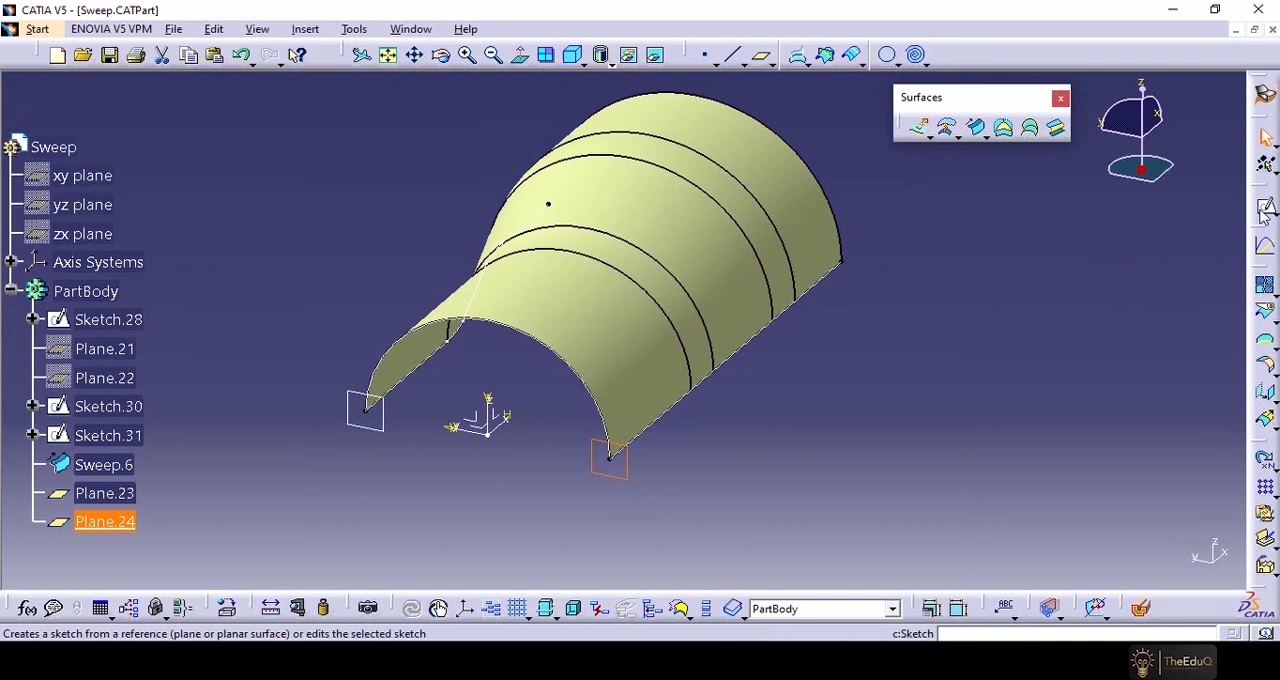 CATIA V5 - [Sweep.CATPart]
Start ENOVIA V5 VPM File Edit View Insert Tools Window Help
Surfaces
z
y x
Sweep
xy plane
yz plane
zx plane
Axis Systems
PartBody
Sketch.28
Plane.21
Plane.22
Sketch.30
Sketch.31
Sweep.6
Plane.23
Plane.24
H
z
y x
f(x) PartBody ABC
CATIA
Creates a sketch from a reference (plane or planar surface) or edits the selected sketch c:Sketch
TheEduQ